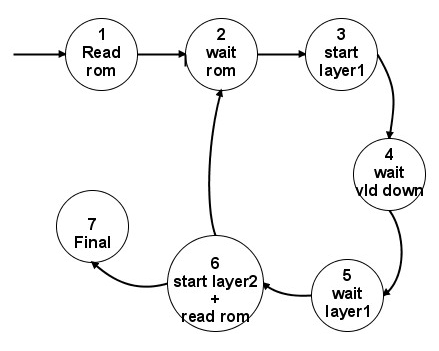 1
Read
rom
2
wait
rom
3
start
layer1
4
wait
vld down
5
wait
layer1
6
start layer2
+
read rom
7
Final